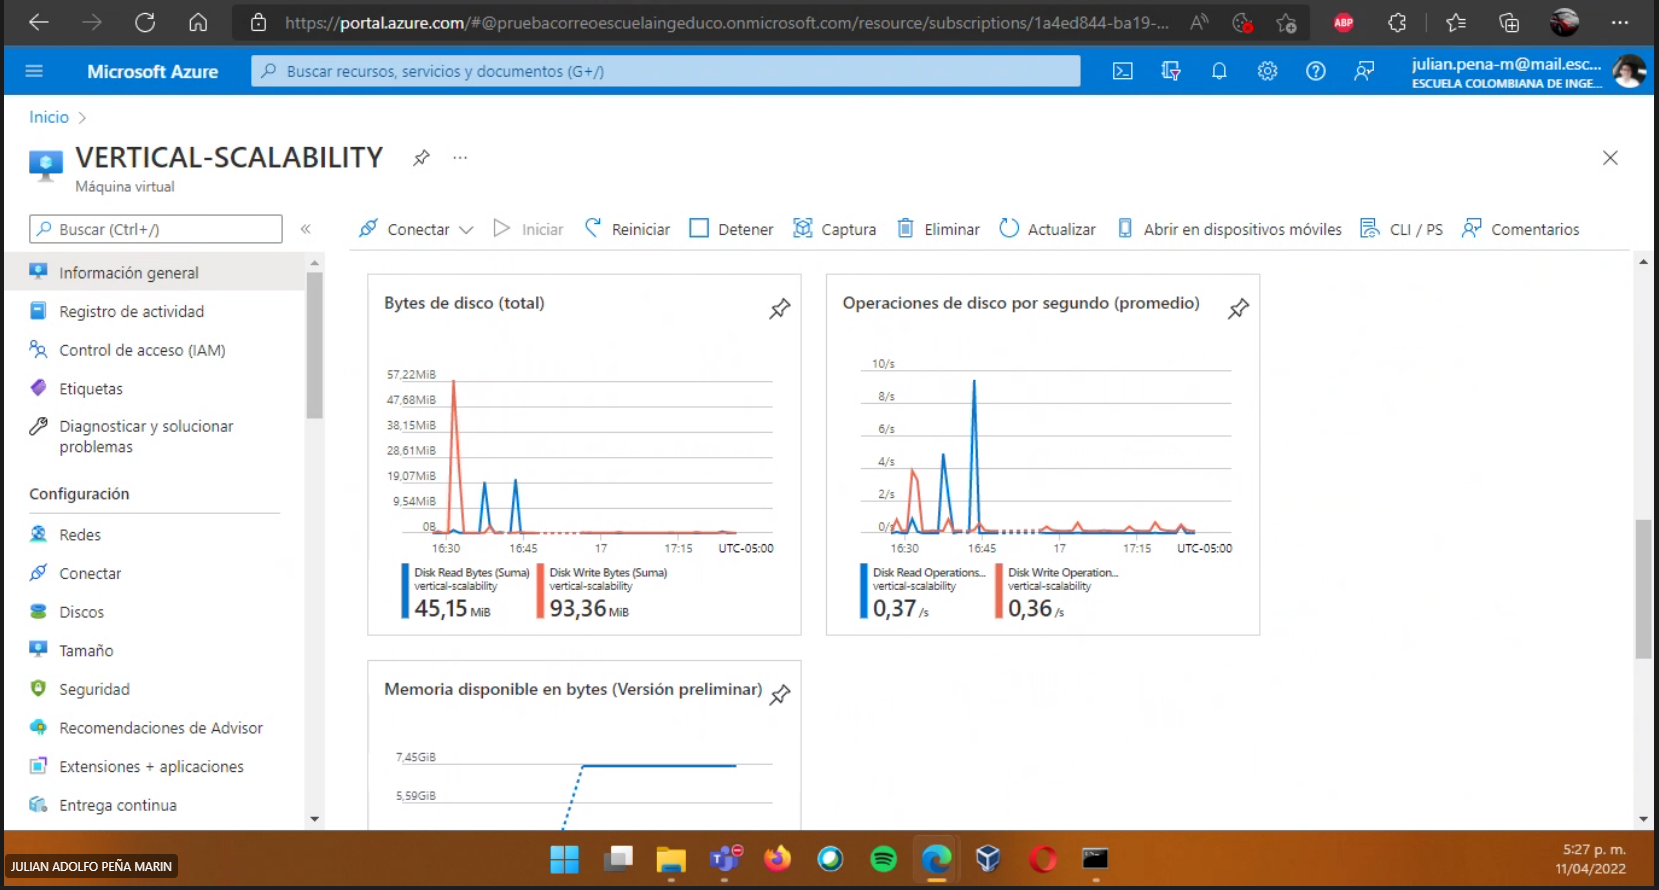 https://portal.azure.com/#@pruebacorreoescuelaingeduco.onmicrosoft.com/resource/subscriptions/1a4ed844-ba19-...
ABP
Microsoft Azure
Buscar recursos, servicios y documentos (G+/)
julian.pena-m@mail.esc...
ESCUELA COLOMBIANA DE INGE...
Inicio
VERTICAL-SCALABILITY
Máquina virtual
Buscar (Ctrl+/)
Conectar
Iniciar
Reiniciar
Detener
Captura
Eliminar
Actualizar
Abrir en dispositivos móviles
CLI / PS
Comentarios
Información general
Registro de actividad
Control de acceso (IAM)
Etiquetas
Diagnosticar y solucionar
problemas
Configuración
Redes
Conectar
Discos
Tamaño
Seguridad
Recomendaciones de Advisor
Extensiones + aplicaciones
Entrega continua
Bytes de disco (total)
57,22MiB
47,68MiB
38,15MiB
28,61MiB
19,07MiB
9,54MiB
0B
16:30 16:45 17 17:15 UTC-05:00
Disk Read Bytes (Suma)
vertical-scalability
45,15 MiB
Disk Write Bytes (Suma)
vertical-scalability
93,36 MiB
Operaciones de disco por segundo (promedio)
10/s
8/s
6/s
4/s
2/s
0/s
16:30 16:45 17 17:15 UTC-05:00
Disk Read Operations...
vertical-scalability
0,37 /s
Disk Write Operation...
vertical-scalability
0,36 /s
Memoria disponible en bytes (Versión preliminar)
7,45GiB
5,59GiB
JULIAN ADOLFO PEÑA MARIN
5:27 p. m.
11/04/2022